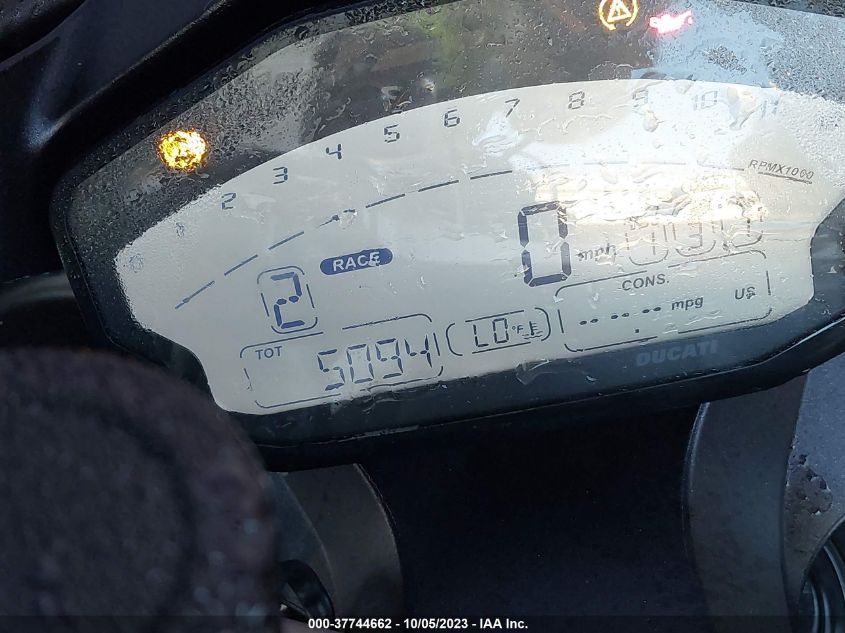 2 3 4 5 6 7 8 9 10 11
RPMX1000
RACE
0 mph
2
CONS.
-- --.-- mpg US
TOT 5094
LO °F E
DUCATI
000-37744662 - 10/05/2023 - IAA Inc.